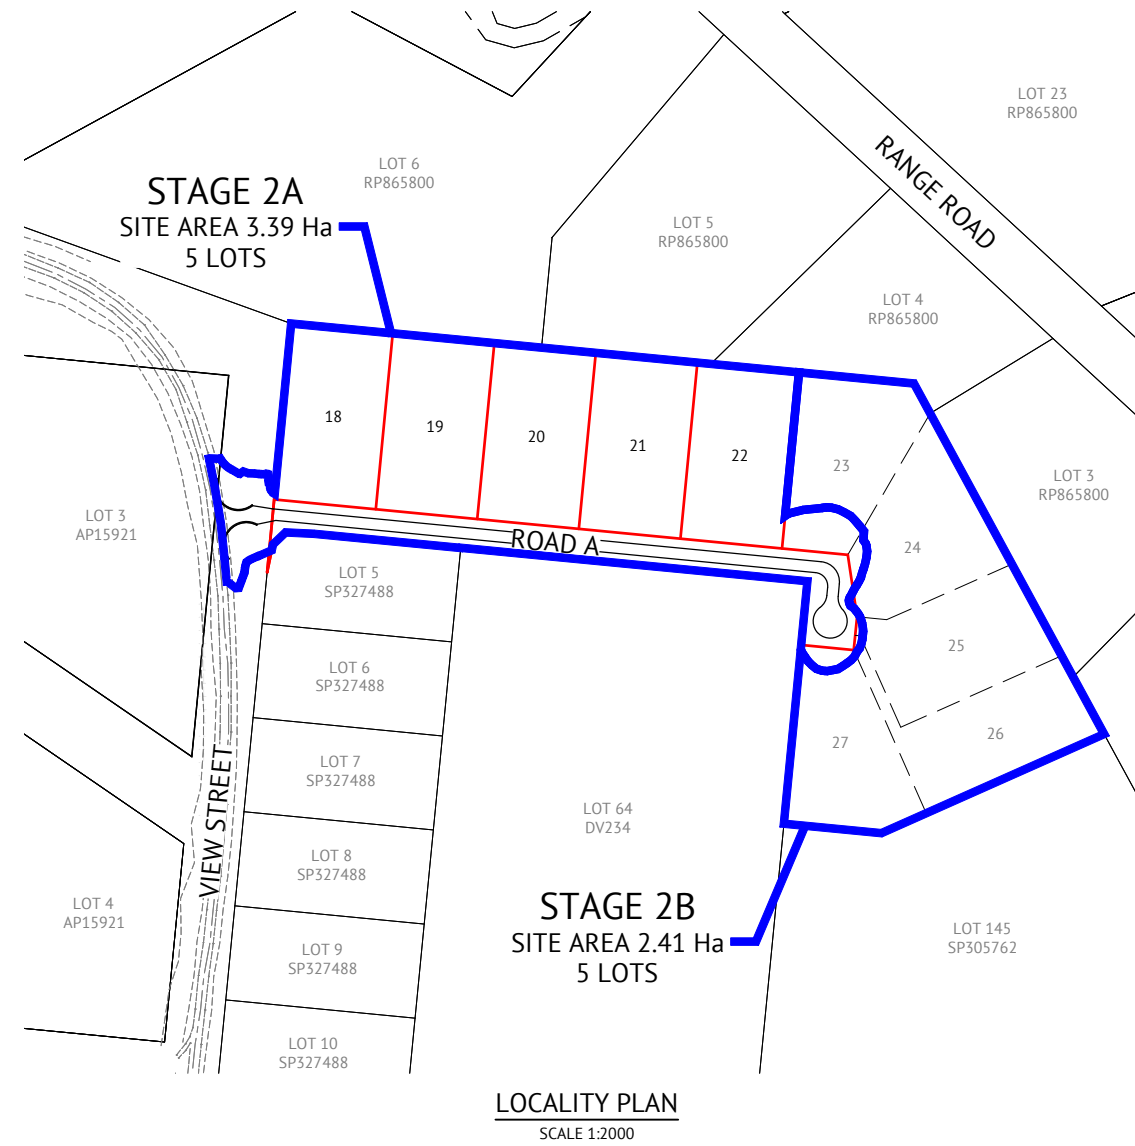 LOT 23
RP865800
RANGE ROAD
LOT 6
RP865800
STAGE 2A
SITE AREA 3.39 Ha
5 LOTS
LOT 5
RP865800
LOT 4
RP865800
18
19
20
21
22
23
LOT 3
RP865800
LOT 3
AP15921
ROAD A
24
LOT 5
SP327488
25
LOT 6
SP327488
26
27
LOT 7
SP327488
VIEW STREET
LOT 64
DV234
LOT 8
SP327488
LOT 4
AP15921
STAGE 2B
SITE AREA 2.41 Ha
5 LOTS
LOT 145
SP305762
LOT 9
SP327488
LOT 10
SP327488
LOCALITY PLAN
SCALE 1:2000